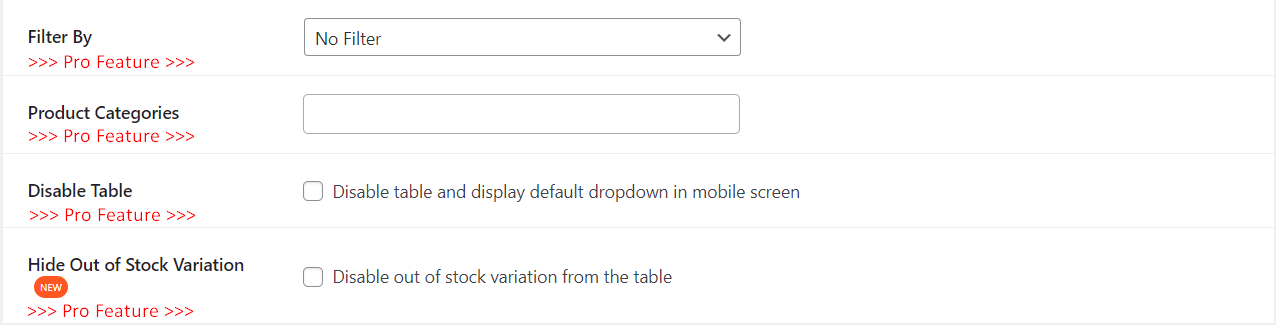 Filter By
No Filter
>>> Pro Feature >>>
Product Categories
>>> Pro Feature >>>
Disable Table
Disable table and display default dropdown in mobile screen
>>> Pro Feature >>>
Hide Out of Stock Variation
Disable out of stock variation from the table
NEW
>>> Pro Feature >>>